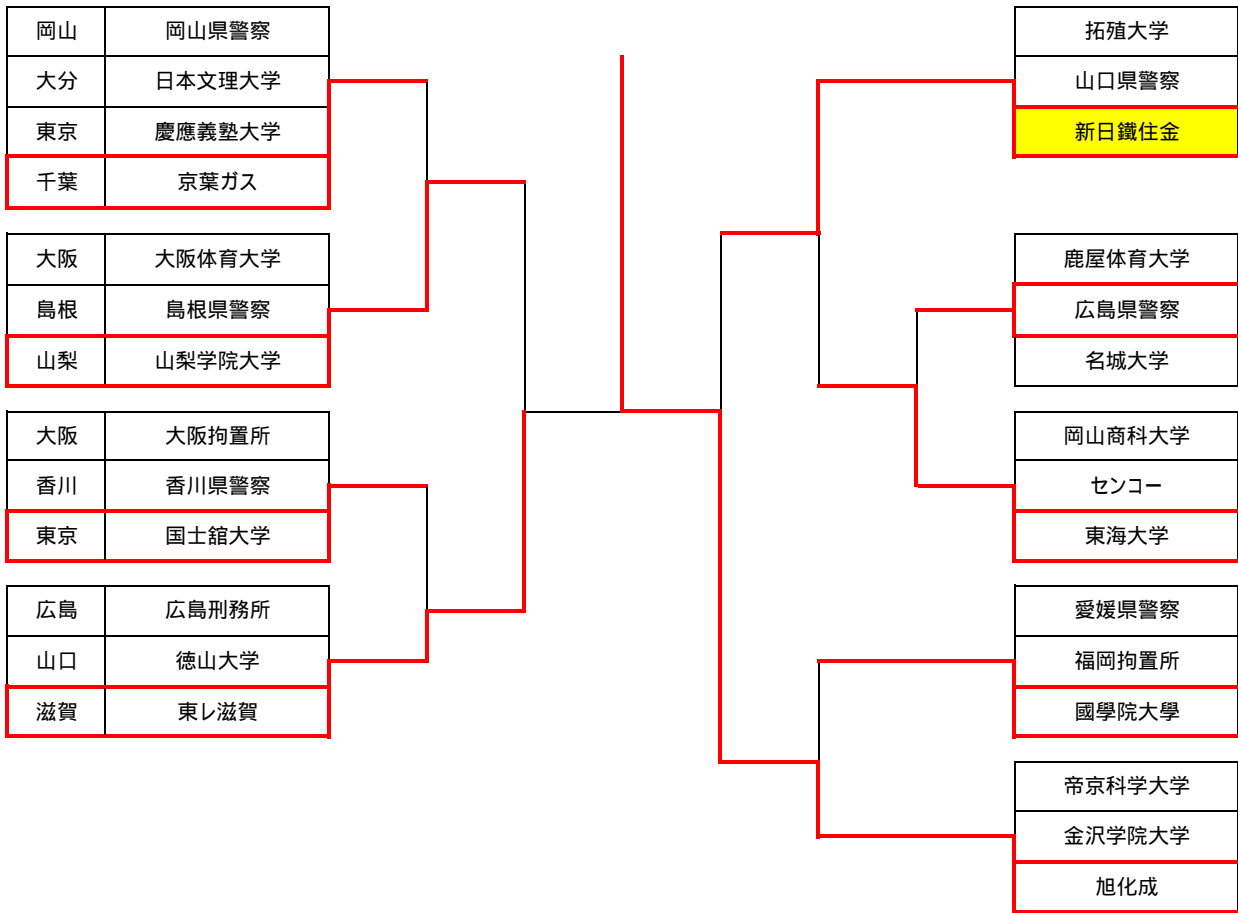 岡山 岡山県警察
大分 日本文理大学
東京 慶應義塾大学
千葉 京葉ガス
大阪 大阪体育大学
島根 島根県警察
山梨 山梨学院大学
大阪 大阪拘置所
香川 香川県警察
東京 国士舘大学
広島 広島刑務所
山口 徳山大学
滋賀 東レ滋賀
拓殖大学
山口県警察
新日鐵住金
鹿屋体育大学
広島県警察
名城大学
岡山商科大学
センコー
東海大学
愛媛県警察
福岡拘置所
國學院大學
帝京科学大学
金沢学院大学
旭化成